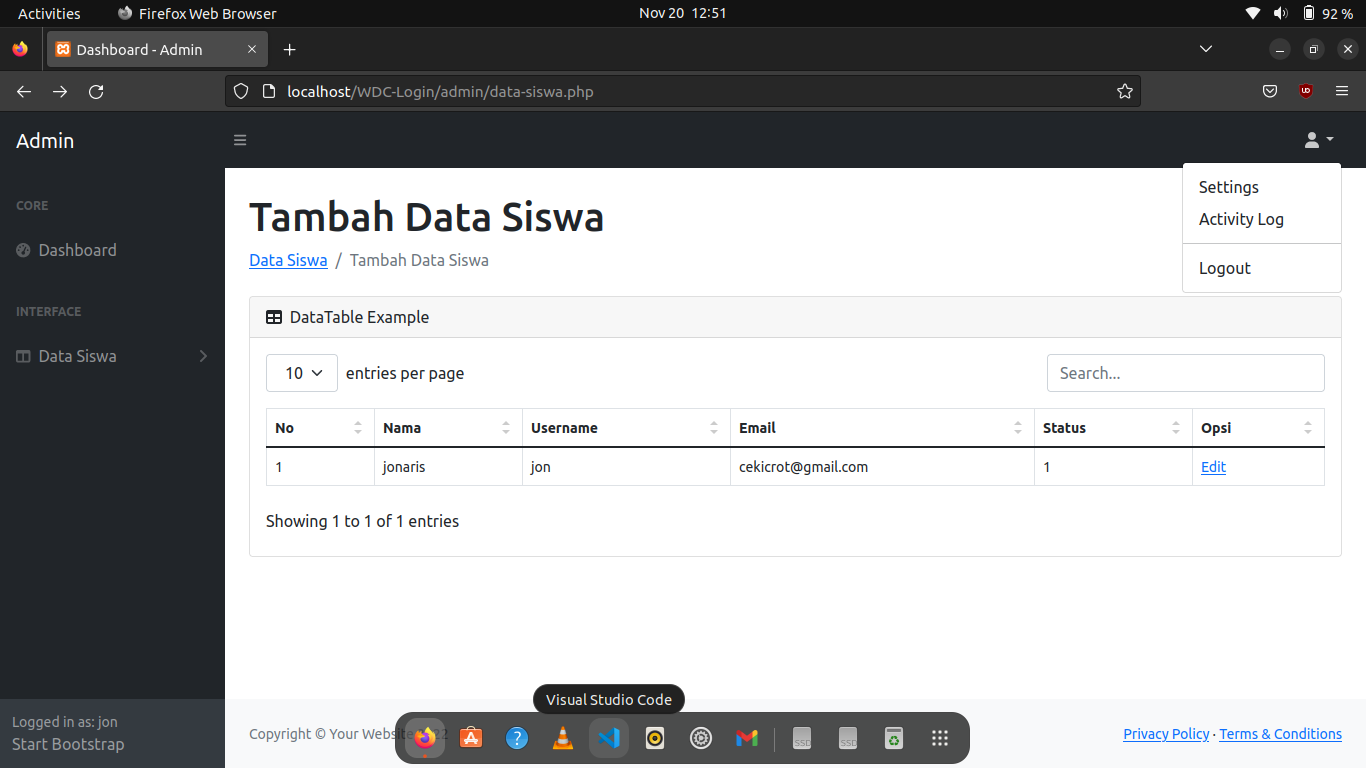 Activities Firefox Web Browser Nov 20 12:51 92 %
Dashboard - Admin
localhost/WDC-Login/admin/data-siswa.php
Admin
Settings
Activity Log
Logout
CORE
Dashboard
INTERFACE
Data Siswa
Tambah Data Siswa
Data Siswa / Tambah Data Siswa
DataTable Example
10 entries per page Search...
No Nama Username Email Status Opsi
1 jonaris jon cekicrot@gmail.com 1 Edit
Showing 1 to 1 of 1 entries
Logged in as: jon
Start Bootstrap
Visual Studio Code
Copyright © Your Website
Privacy Policy · Terms & Conditions
SSD SSD